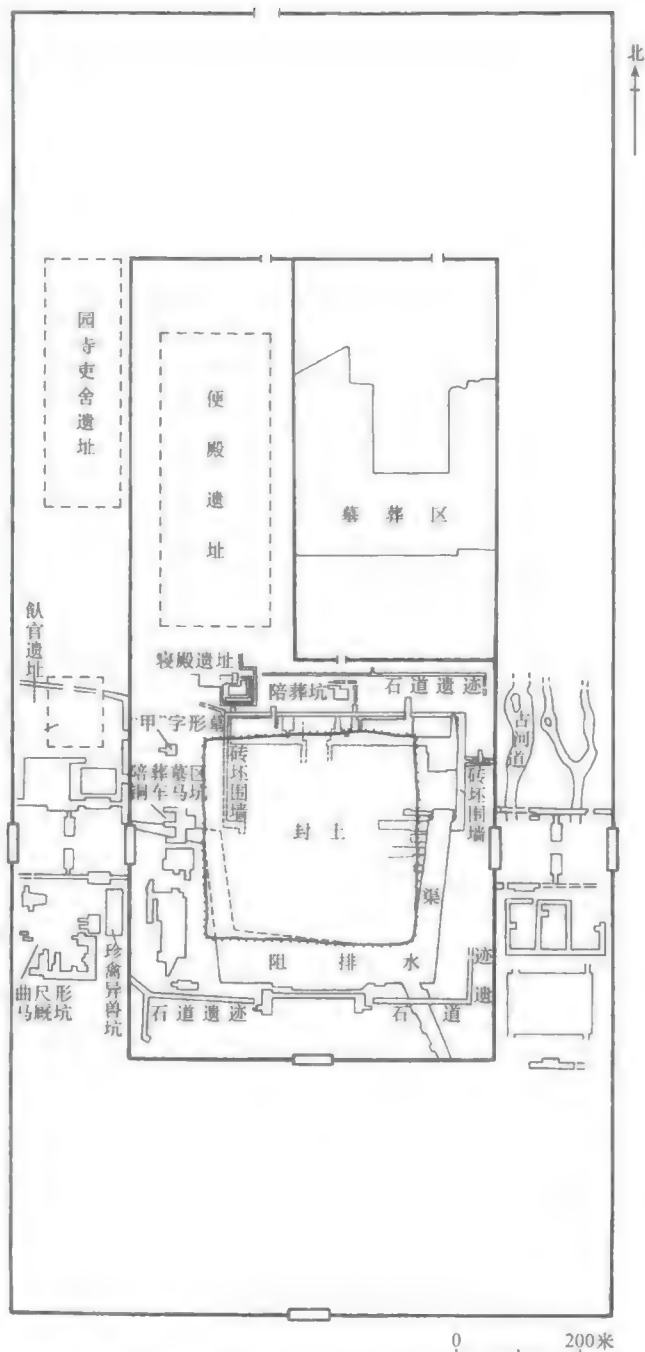 北
园寺吏舍遗址
便殿遗址
墓葬区
飤官遗址
寝殿遗址
陪葬坑
石道遗迹
古河道
"甲"字形墓
砖坯围墙
陪葬墓区
铜车马坑
砖坯围墙
封土
阻排水渠
曲尺形
马厩坑
珍禽异兽坑
石道遗迹
石道遗迹
0 200米